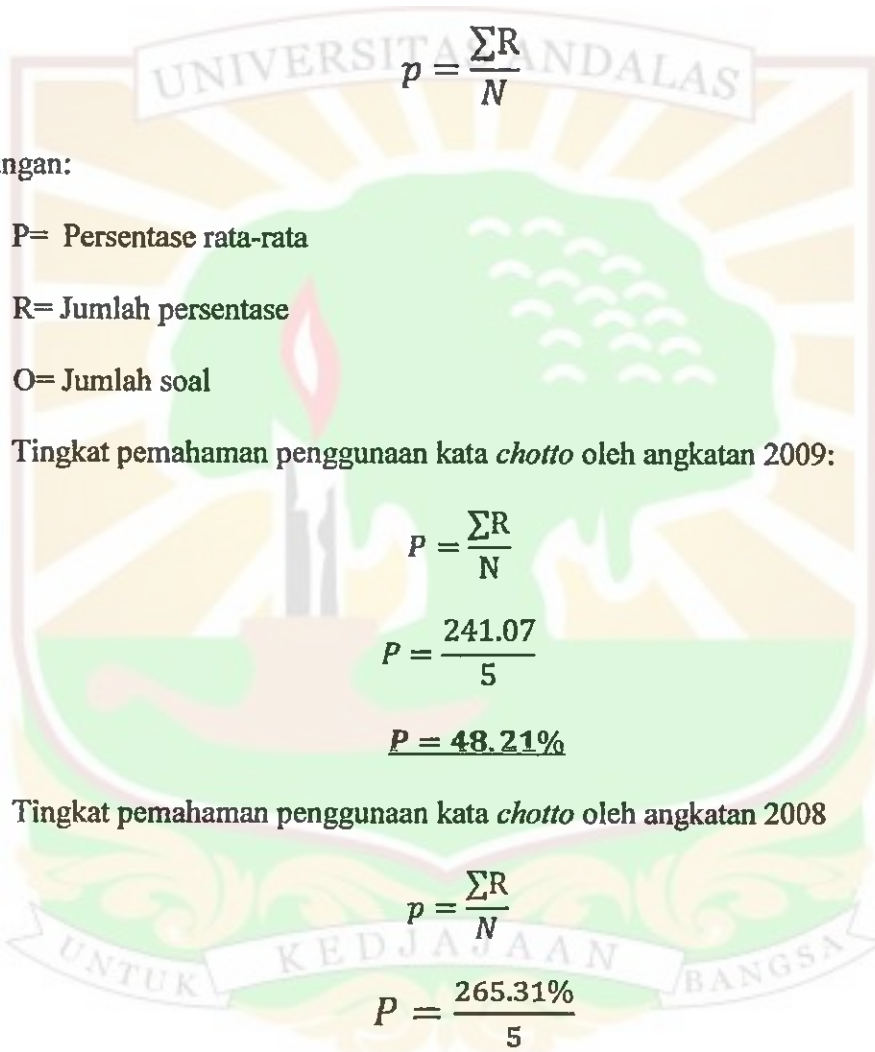 UNIVERSITAS ANDALAS
p = ∑R / N
ngan:
P= Persentase rata-rata
R= Jumlah persentase
O= Jumlah soal
Tingkat pemahaman penggunaan kata chotto oleh angkatan 2009:
P = ∑R / N
P = 241.07 / 5
P = 48.21%
Tingkat pemahaman penggunaan kata chotto oleh angkatan 2008
p = ∑R / N
UNTUK KEDJAJAAN BANGSA
P = 265.31% / 5